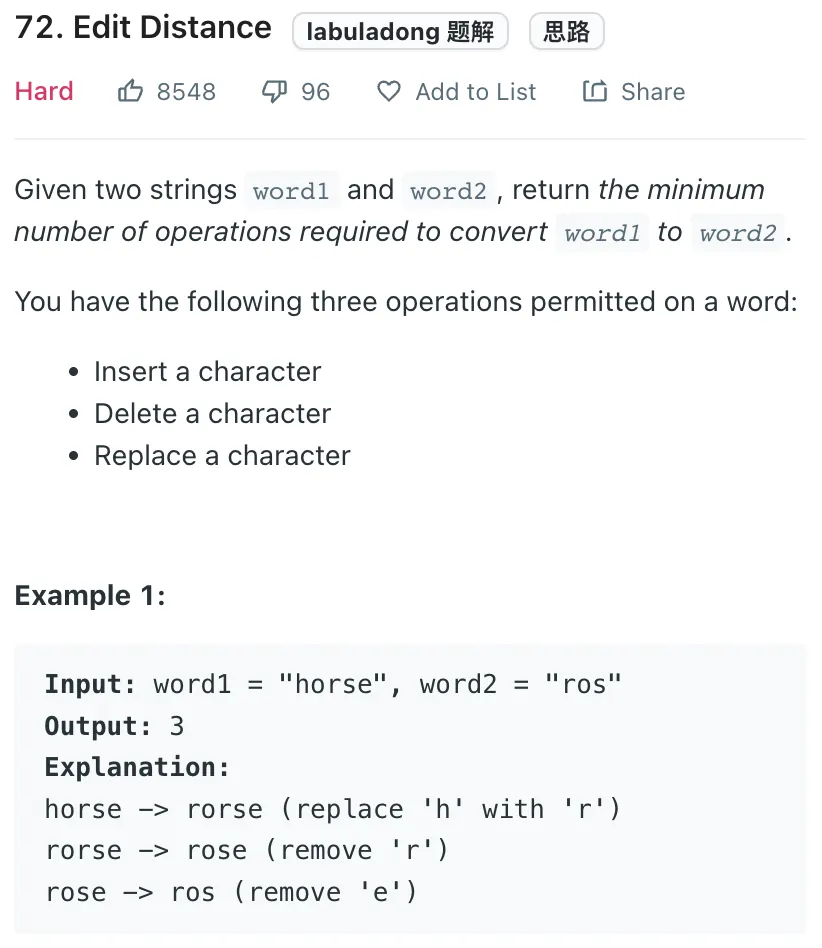 72. Edit Distance labuladong 题解 思路
Hard 8548 96 Add to List Share
Given two strings word1 and word2, return the minimum
number of operations required to convert word1 to word2.
You have the following three operations permitted on a word:
• Insert a character
• Delete a character
• Replace a character
Example 1:
Input: word1 = "horse", word2 = "ros"
Output: 3
Explanation:
horse -> rorse (replace 'h' with 'r')
rorse -> rose (remove 'r')
rose -> ros (remove 'e')